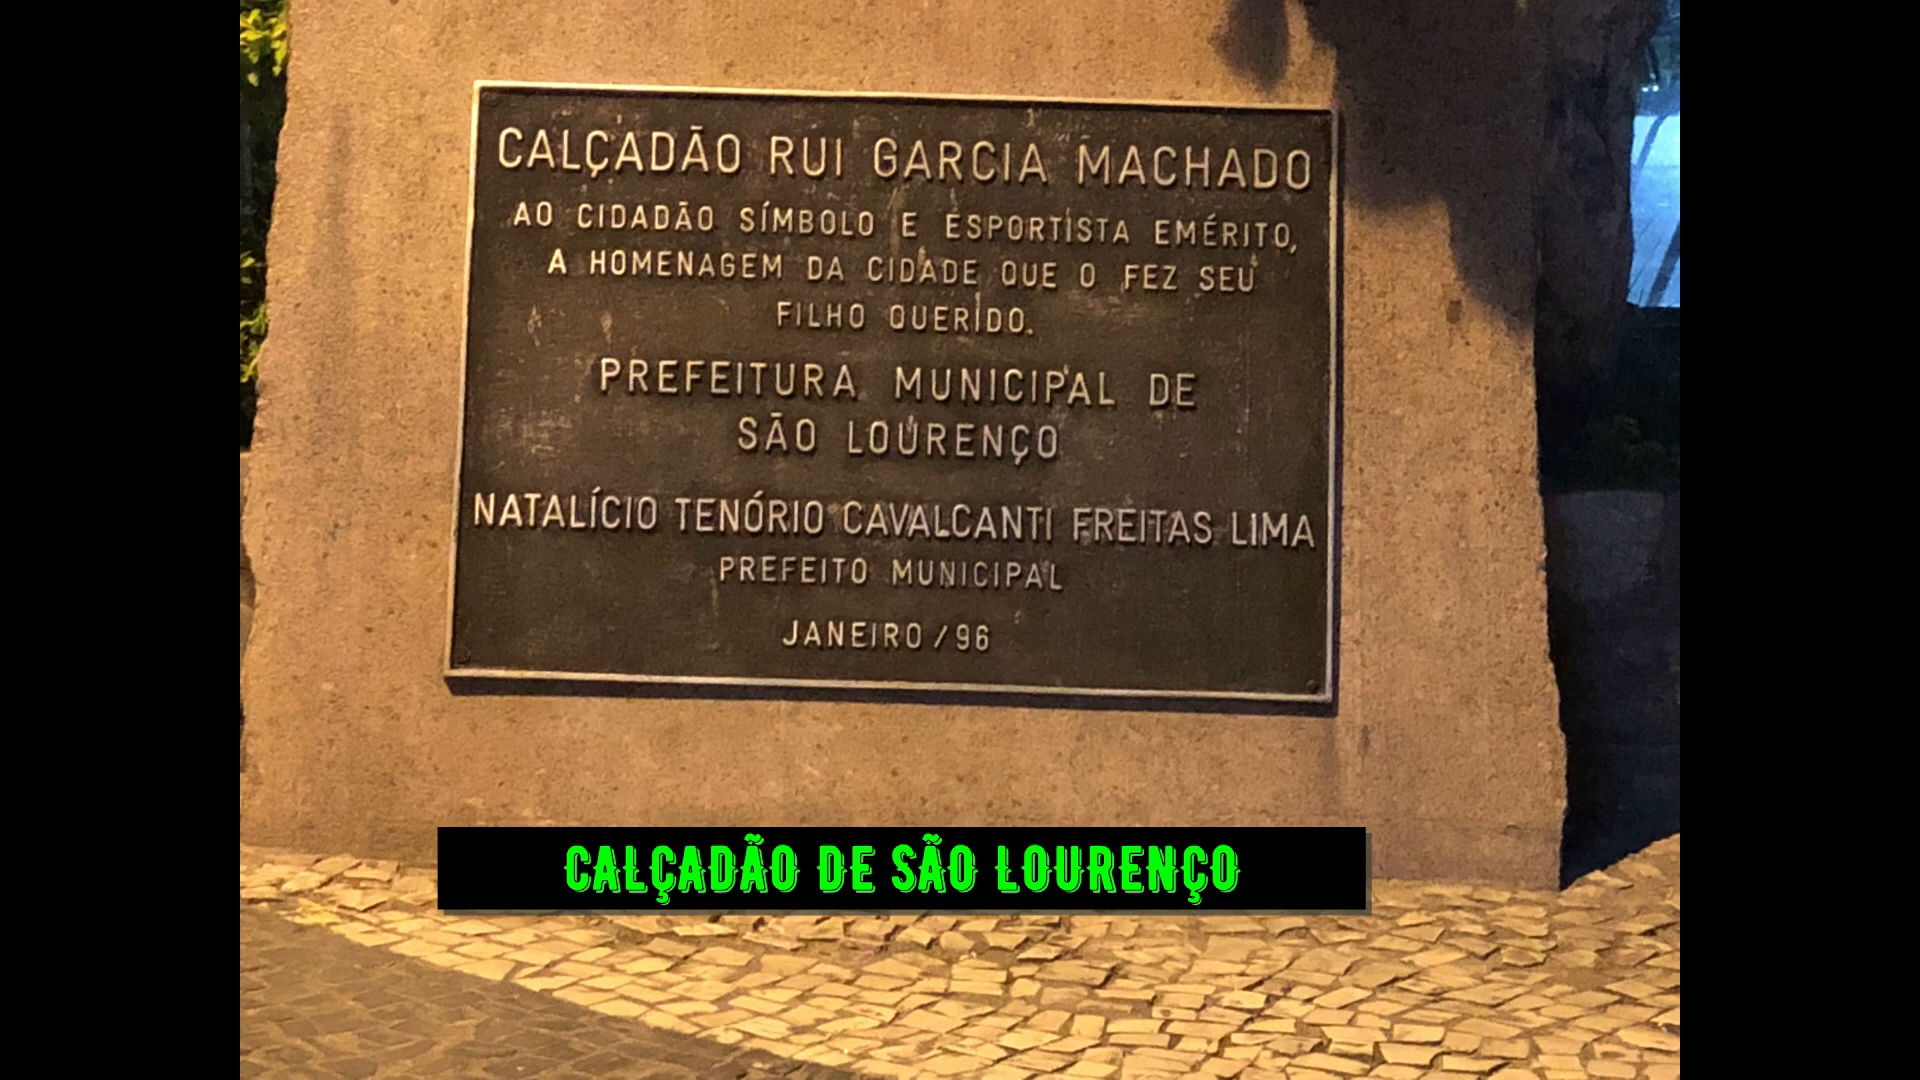 CALÇADÃO RUI GARCIA MACHADO
AO CIDADÃO SÍMBOLO E ESPORTISTA EMÉRITO,
A HOMENAGEM DA CIDADE QUE O FEZ SEU
FILHO QUERIDO.
PREFEITURA MUNICIPAL DE
SÃO LOURENÇO
NATALÍCIO TENÓRIO CAVALCANTI FREITAS LIMA
PREFEITO MUNICIPAL
JANEIRO/96
CALÇADÃO DE SÃO LOURENÇO